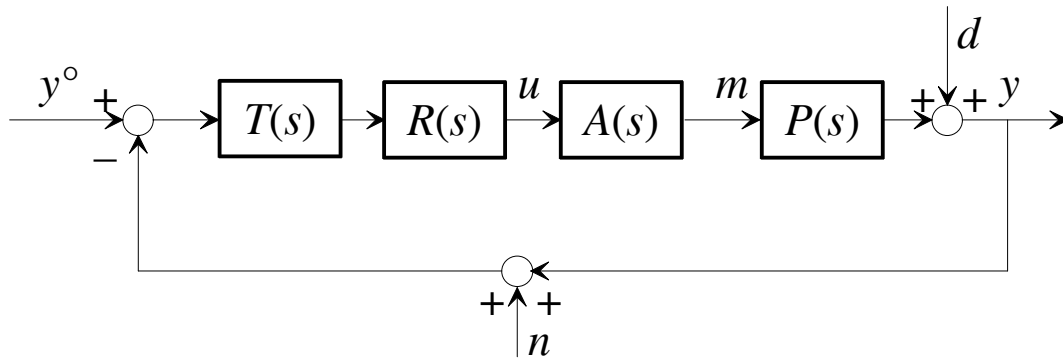 d
y° + u m + + y
T(s) R(s) A(s) P(s)
−
+ +
n